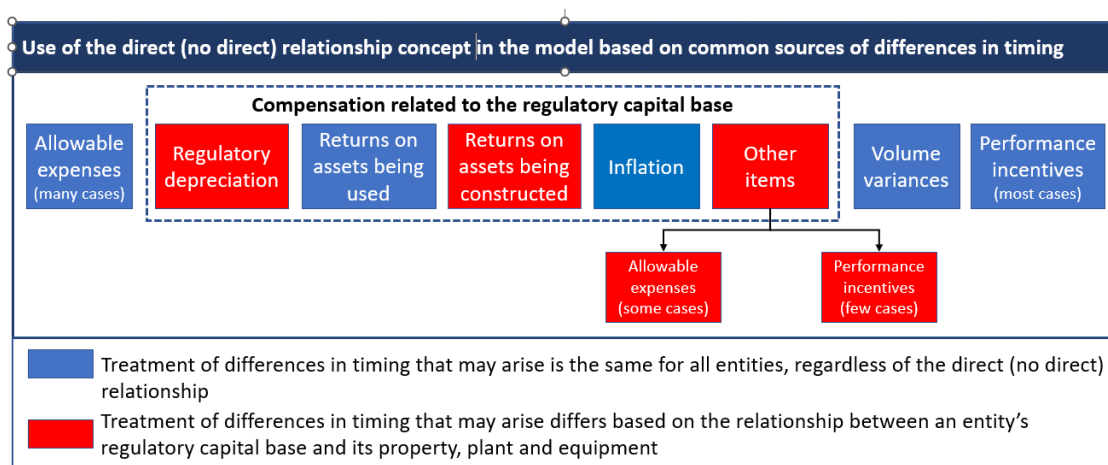 Use of the direct (no direct) relationship concept in the model based on common sources of differences in timing
Compensation related to the regulatory capital base
Allowable
expenses
(many cases)
Regulatory
depreciation
Returns on
assets being
used
Returns on
assets being
constructed
Inflation
Other
items
Volume
variances
Performance
incentives
(most cases)
Allowable
expenses
(some cases)
Performance
incentives
(few cases)
Treatment of differences in timing that may arise is the same for all entities, regardless of the direct (no direct)
relationship
Treatment of differences in timing that may arise differs based on the relationship between an entity's
regulatory capital base and its property, plant and equipment